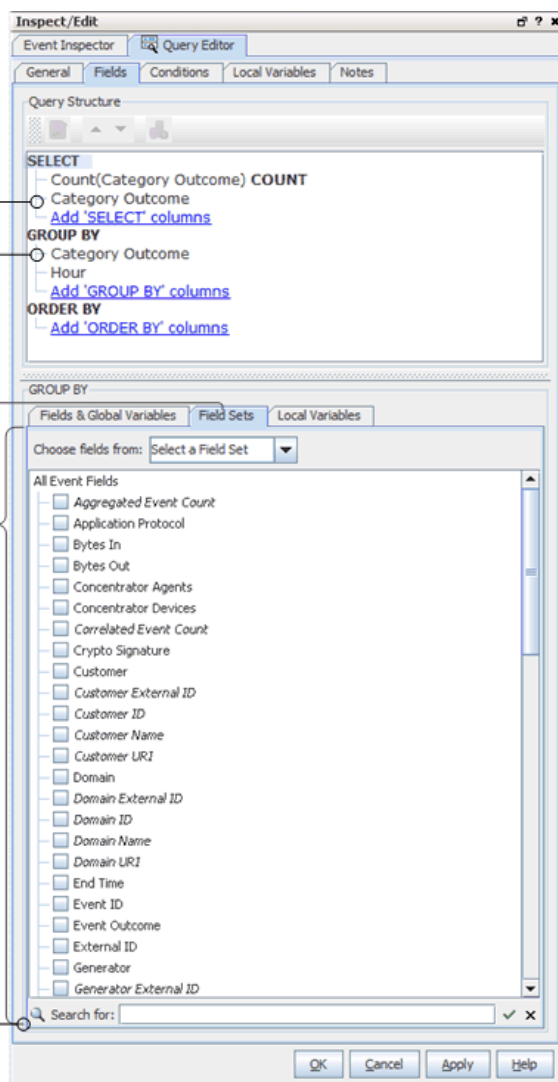 Inspect/Edit
Event Inspector Query Editor
General Fields Conditions Local Variables Notes
Query Structure
SELECT
Count(Category Outcome) COUNT
Category Outcome
Add 'SELECT' columns
GROUP BY
Category Outcome
Hour
Add 'GROUP BY' columns
ORDER BY
Add 'ORDER BY' columns
GROUP BY
Fields & Global Variables Field Sets Local Variables
Choose fields from: Select a Field Set
All Event Fields
Aggregated Event Count
Application Protocol
Bytes In
Bytes Out
Concentrator Agents
Concentrator Devices
Correlated Event Count
Crypto Signature
Customer
Customer External ID
Customer ID
Customer Name
Customer URI
Domain
Domain External ID
Domain ID
Domain Name
Domain URI
End Time
Event ID
Event Outcome
External ID
Generator
Generator External ID
Search for:
OK Cancel Apply Help